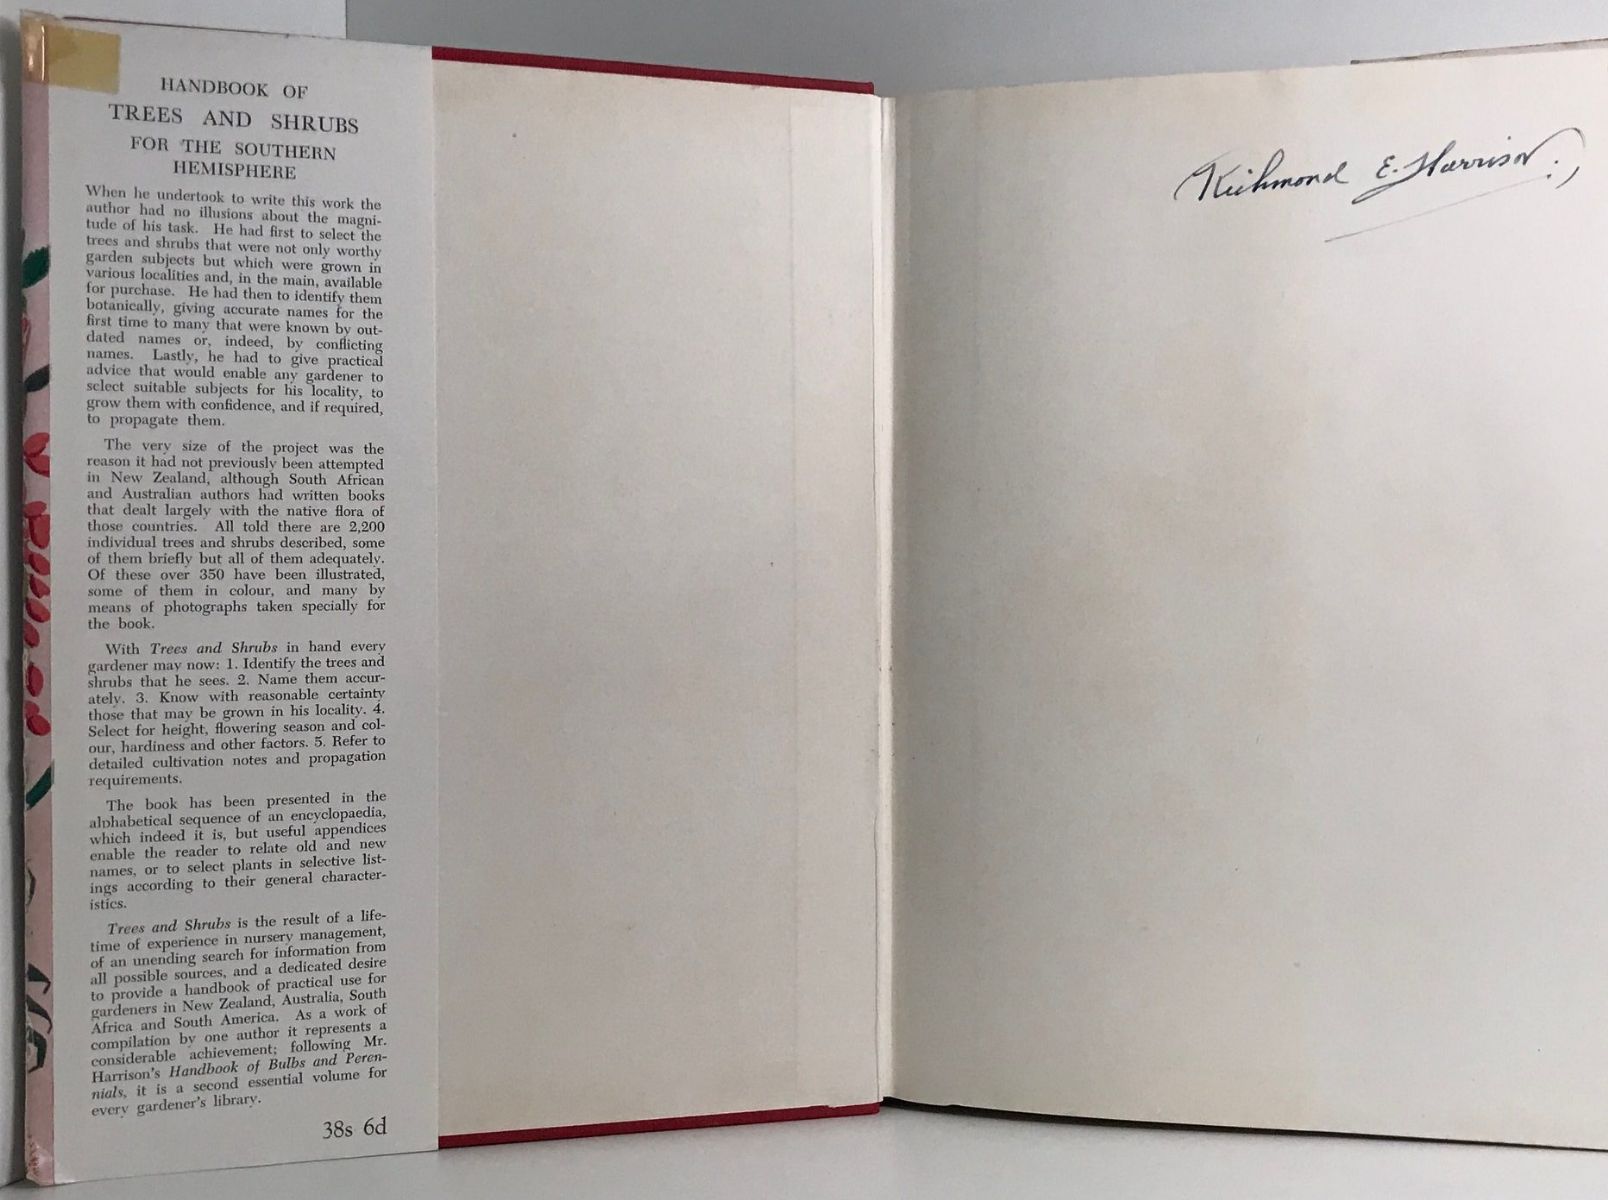 HANDBOOK OF
TREES AND SHRUBS
FOR THE SOUTHERN
HEMISPHERE
When he undertook to write this work the
author had no illusions about the magni-
tude of his task. He had first to select the
trees and shrubs that were not only worthy
garden subjects but which were grown in
various localities and, in the main, available
for purchase. He had then to identify them
botanically, giving accurate names for the
first time to many that were known by out-
dated names or, indeed, by conflicting
names. Lastly, he had to give practical
advice that would enable any gardener to
select suitable subjects for his locality, to
grow them with confidence, and if required,
to propagate them.
The very size of the project was the
reason it had not previously been attempted
in New Zealand, although South African
and Australian authors had written books
that dealt largely with the native flora of
those countries. All told there are 2,200
individual trees and shrubs described, some
of them briefly but all of them adequately.
Of these over 350 have been illustrated,
some of them in colour, and many by
means of photographs taken specially for
the book.
With Trees and Shrubs in hand every
gardener may now: 1. Identify the trees and
shrubs that he sees. 2. Name them accur-
ately. 3. Know with reasonable certainty
those that may be grown in his locality. 4.
Select for height, flowering season and col-
our, hardiness and other factors. 5. Refer to
detailed cultivation notes and propagation
requirements.
The book has been presented in the
alphabetical sequence of an encyclopaedia,
which indeed it is, but useful appendices
enable the reader to relate old and new
names, or to select plants in selective list-
ings according to their general character-
istics.
Trees and Shrubs is the result of a life-
time of experience in nursery management,
of an unending search for information from
all possible sources, and a dedicated desire
to provide a handbook of practical use for
gardeners in New Zealand, Australia, South
Africa and South America. As a work of
compilation by one author it represents a
considerable achievement; following Mr.
Harrison's Handbook of Bulbs and Peren-
nials, it is a second essential volume for
every gardener's library.
38s 6d
Richmond E. Harrison